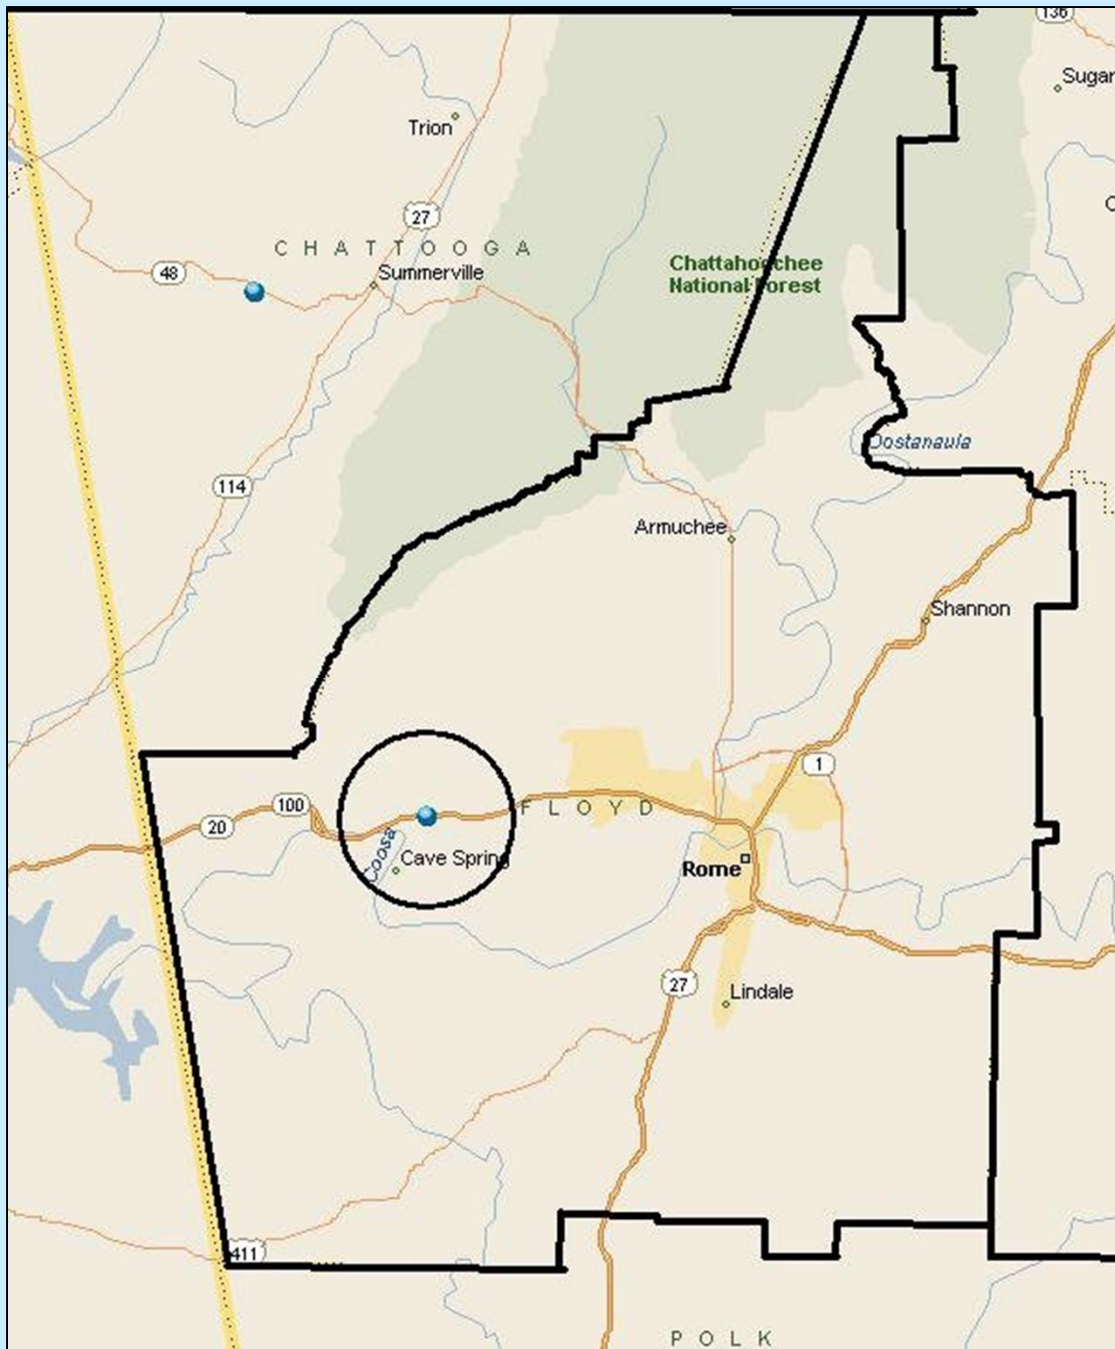 136
Sugar
Trion
27
CHATTOOGA
48
Summerville
Chattahoochee
National Forest
Oostanaula
114
Armuchee
Shannon
1
100
FLOYD
20
Coosa
Cave Spring
Rome
27
Lindale
411
POLK